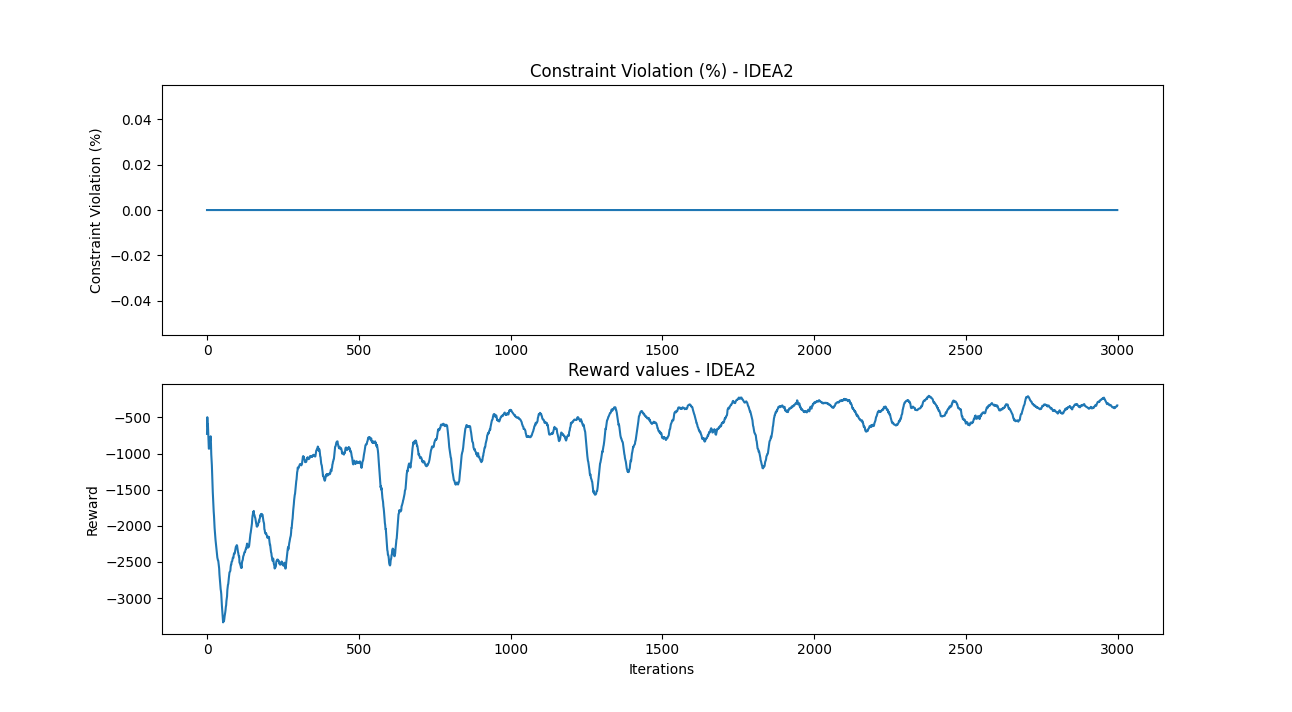 Constraint Violation (%) - IDEA2
Constraint Violation (%)
0.04
0.02
0.00
−0.02
−0.04
0 500 1000 1500 2000 2500 3000
Reward values - IDEA2
Reward
−500
−1000
−1500
−2000
−2500
−3000
0 500 1000 1500 2000 2500 3000
Iterations